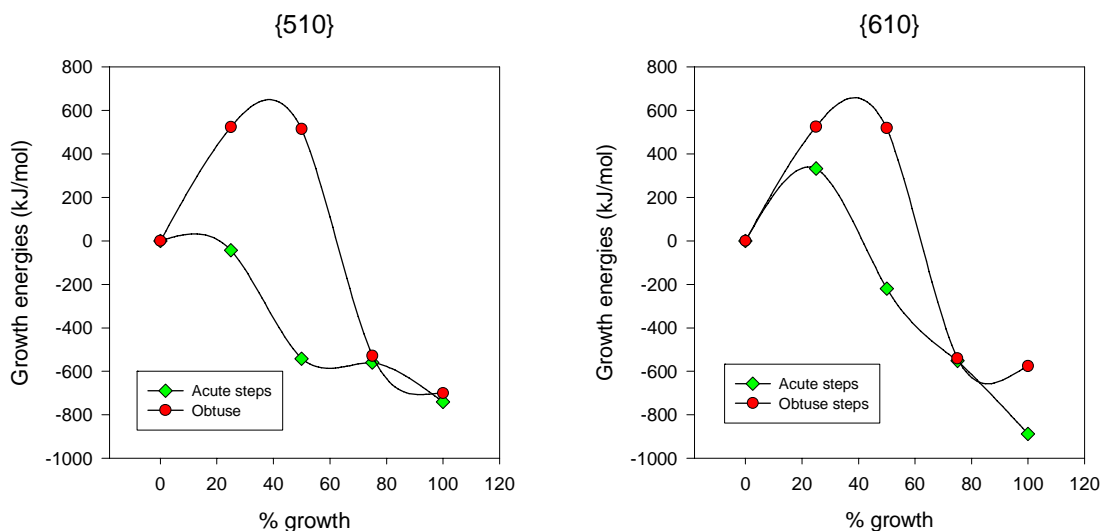 {510}
Growth energies (kJ/mol)
800
600
400
200
0
-200
-400
-600
-800
-1000
Acute steps
Obtuse
0 20 40 60 80 100 120
% growth
{610}
Growth energies (kJ/mol)
800
600
400
200
0
-200
-400
-600
-800
-1000
Acute steps
Obtuse steps
0 20 40 60 80 100 120
% growth